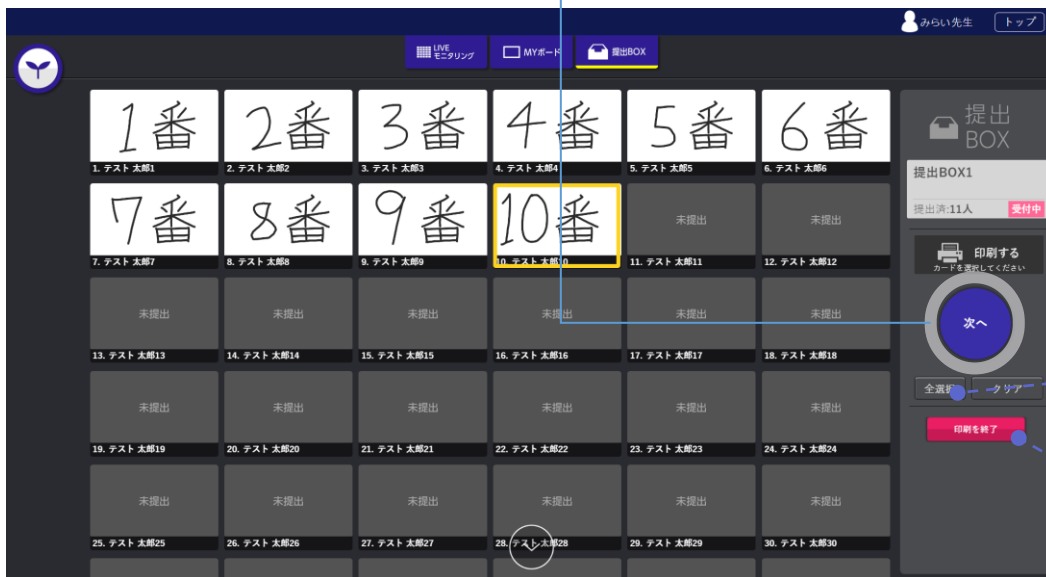 みらい先生
トップ
LIVE
モニタリング
MYボード
提出BOX
1番
2番
3番
4番
5番
6番
1. テスト 太郎1
2. テスト 太郎2
3. テスト 太郎3
4. テスト 太郎4
5. テスト 太郎5
6. テスト 太郎6
7番
8番
9番
10番
未提出
未提出
7. テスト 太郎7
8. テスト 太郎8
9. テスト 太郎9
10. テスト 太郎10
11. テスト 太郎11
12. テスト 太郎12
未提出
未提出
未提出
未提出
未提出
未提出
13. テスト 太郎13
14. テスト 太郎14
15. テスト 太郎15
16. テスト 太郎16
17. テスト 太郎17
18. テスト 太郎18
未提出
未提出
未提出
未提出
未提出
未提出
19. テスト 太郎19
20. テスト 太郎20
21. テスト 太郎21
22. テスト 太郎22
23. テスト 太郎23
24. テスト 太郎24
未提出
未提出
未提出
未提出
未提出
未提出
25. テスト 太郎25
26. テスト 太郎26
27. テスト 太郎27
28. テスト 太郎28
29. テスト 太郎29
30. テスト 太郎30
提出
BOX
提出BOX1
提出済:11人
受付中
印刷する
カードを選択してください
次へ
全選択
クリア
印刷を終了